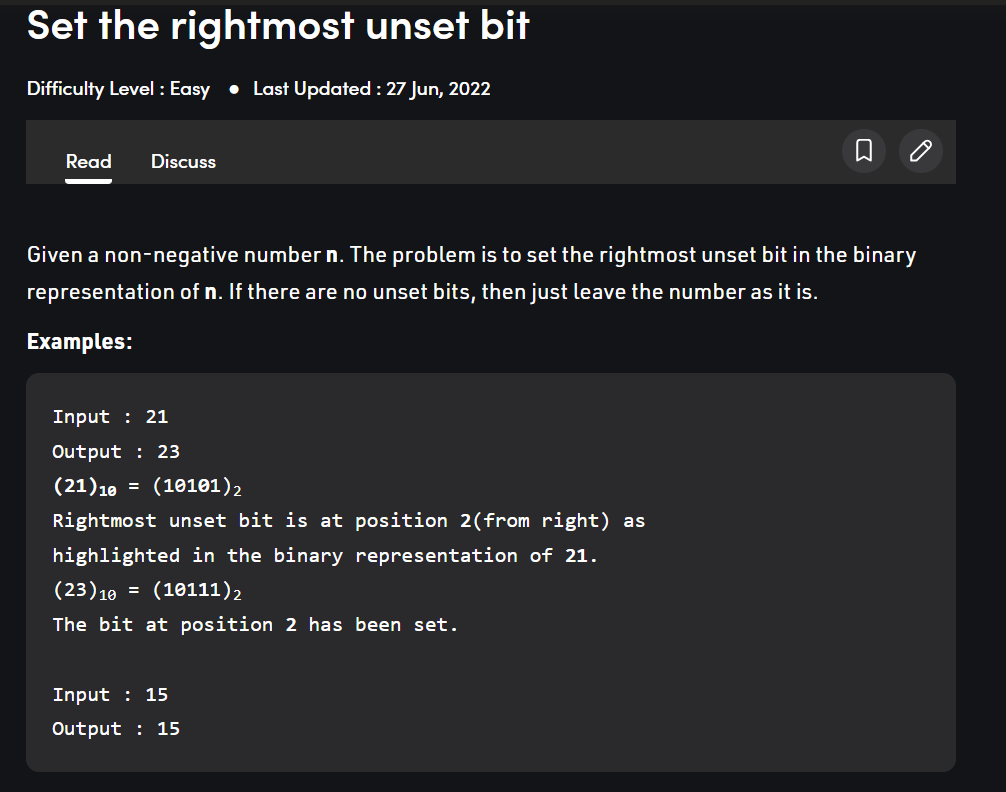 Set the rightmost unset bit
Difficulty Level : Easy ● Last Updated : 27 Jun, 2022
Read Discuss
Given a non-negative number n. The problem is to set the rightmost unset bit in the binary
representation of n. If there are no unset bits, then just leave the number as it is.
Examples:
Input : 21
Output : 23
(21)₁₀ = (10101)₂
Rightmost unset bit is at position 2(from right) as
highlighted in the binary representation of 21.
(23)₁₀ = (10111)₂
The bit at position 2 has been set.
Input : 15
Output : 15